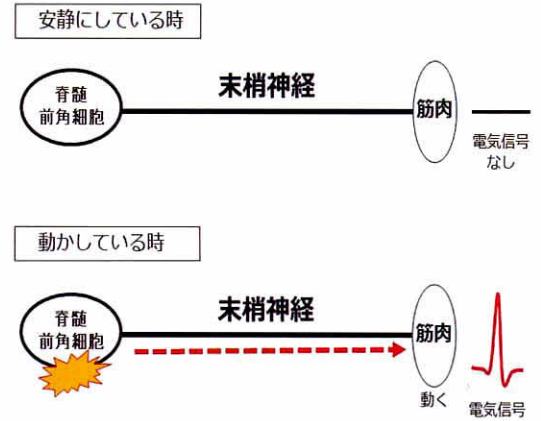 安静にしている時
末梢神経
脊髄
前角細胞
筋肉
電気信号
なし
動かしている時
末梢神経
脊髄
前角細胞
筋肉
動く
電気信号